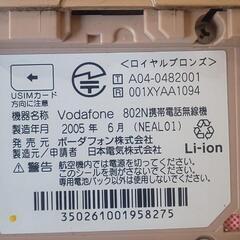 USIMカード
方向に注意
<ロイヤルブロンズ>
T A04-0482001
R 001XYAA1094
機器名称 Vodafone 802N携帯電話無線機
製造年月 2005年 6月 (NEAL01)
発売元 ボーダフォン株式会社
製造元/申請者 日本電気株式会社
Li-ion
警告
航空機内では電源を切ってください。
このシールをはがさないでください。
専用電池パック以外は使用しないでください。
350261001958275